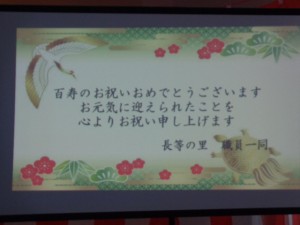 百寿のお祝いおめでとうございます
お元気に迎えられたことを
心よりお祝い申し上げます
長等の里 職員一同